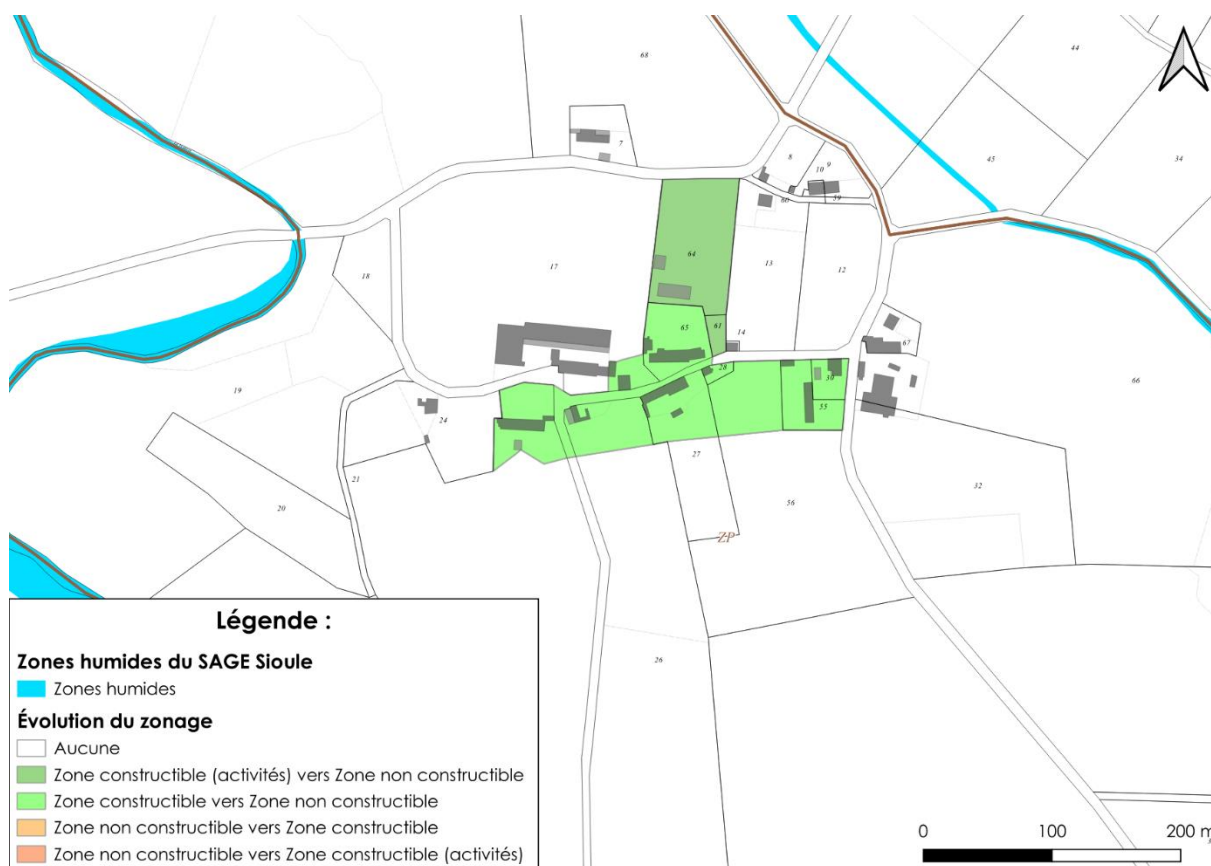 68
44
7
8
9
10
45
34
59
60
64
13
12
17
18
61
14
65
67
28
30
66
55
19
24
27
21
32
20
56
ZP
26
Légende :
Zones humides du SAGE Sioule
Zones humides
Évolution du zonage
Aucune
Zone constructible (activités) vers Zone non constructible
Zone constructible vers Zone non constructible
Zone non constructible vers Zone constructible
Zone non constructible vers Zone constructible (activités)
0 100 200 m